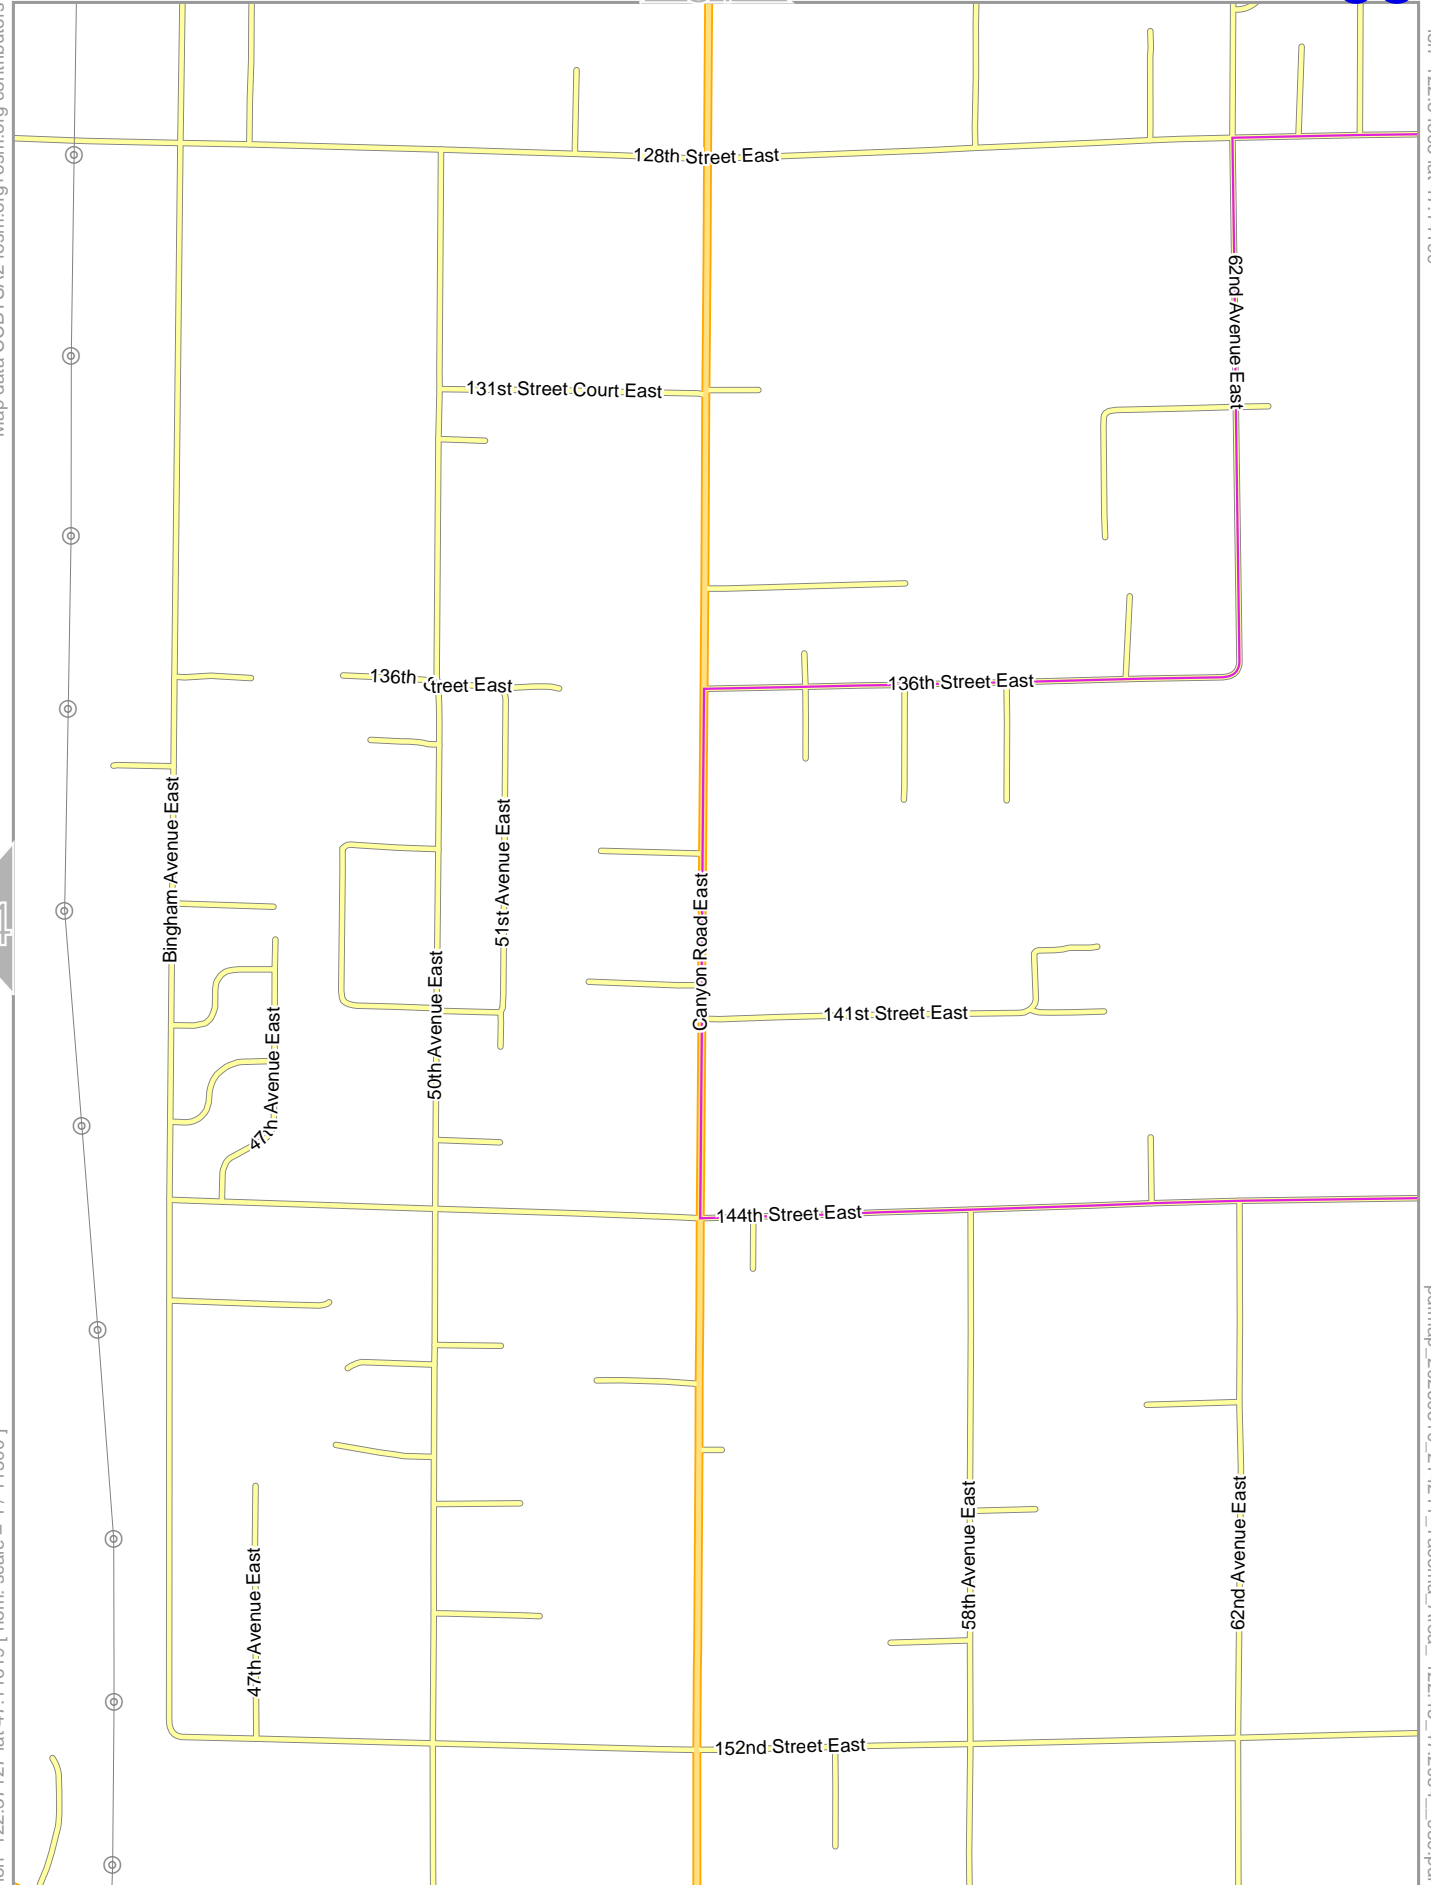 128th Street East
62nd Avenue East
131st Street Court East
136th Street East
136th Street East
Bingham Avenue East
51st Avenue East
Canyon Road East
50th Avenue East
141st Street East
47th Avenue East
144th Street East
58th Avenue East
62nd Avenue East
47th Avenue East
152nd Street East